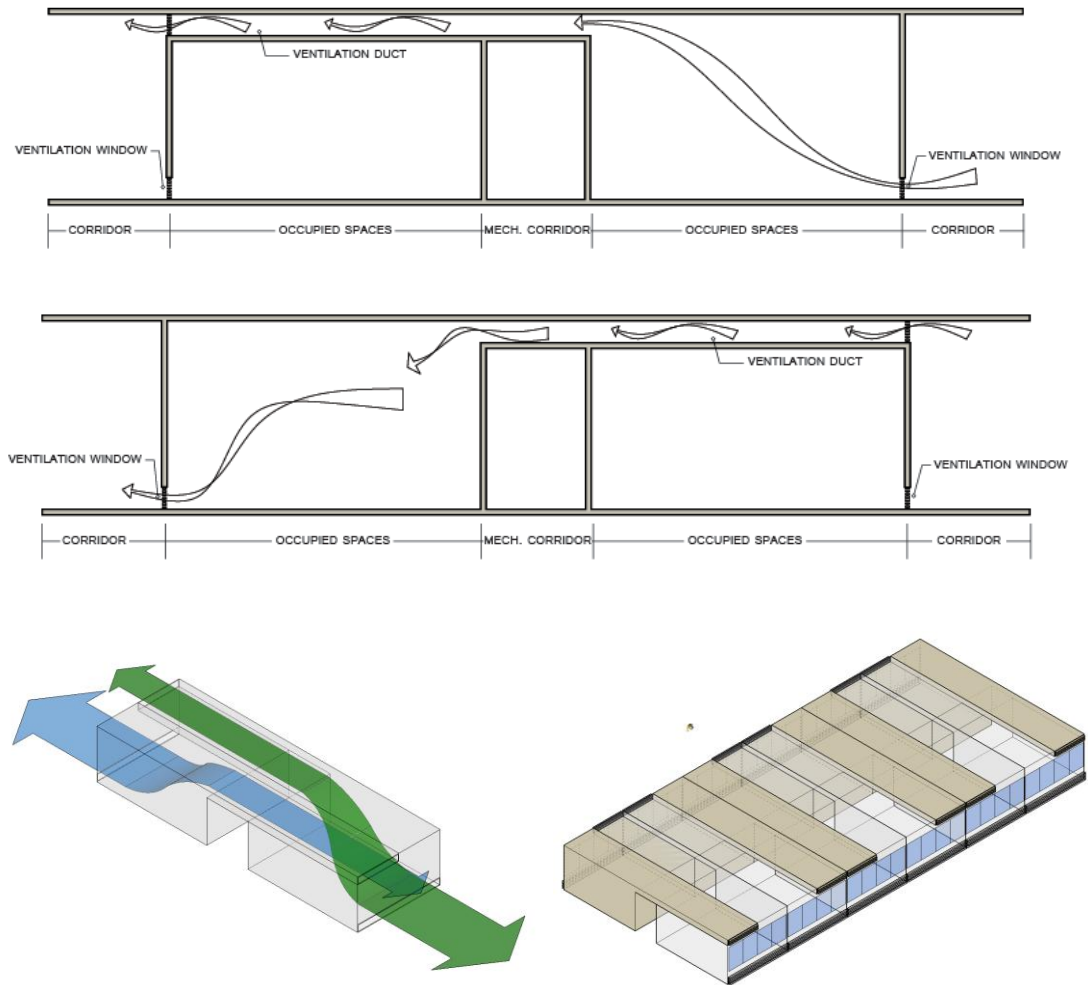 VENTILATION DUCT
VENTILATION WINDOW
VENTILATION WINDOW
CORRIDOR
OCCUPIED SPACES
MECH. CORRIDOR
OCCUPIED SPACES
CORRIDOR
VENTILATION DUCT
VENTILATION WINDOW
VENTILATION WINDOW
CORRIDOR
OCCUPIED SPACES
MECH. CORRIDOR
OCCUPIED SPACES
CORRIDOR